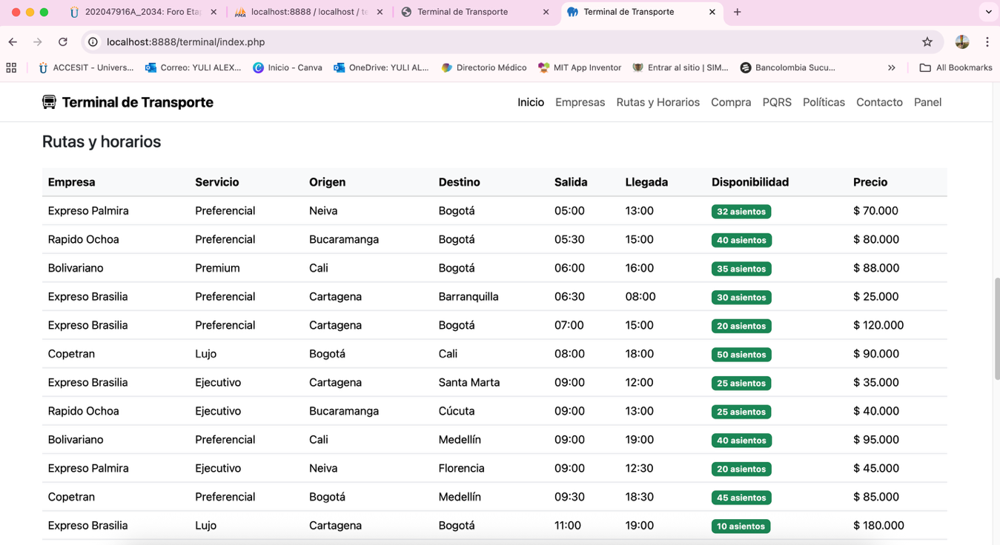 202047916A_2034: Foro Eta
localhost:8888 / localhost / te
Terminal de Transporte
Terminal de Transporte
localhost:8888/terminal/index.php
ACCESIT - Univers... Correo: YULI ALEX... Inicio - Canva OneDrive: YULI AL... Directorio Médico MIT App Inventor Entrar al sitio | SIM... Bancolombia Sucu... All Bookmarks
Terminal de Transporte Inicio Empresas Rutas y Horarios Compra PQRS Políticas Contacto Panel
Rutas y horarios
Empresa Servicio Origen Destino Salida Llegada Disponibilidad Precio
Expreso Palmira Preferencial Neiva Bogotá 05:00 13:00 32 asientos $ 70.000
Rapido Ochoa Preferencial Bucaramanga Bogotá 05:30 15:00 40 asientos $ 80.000
Bolivariano Premium Cali Bogotá 06:00 16:00 35 asientos $ 88.000
Expreso Brasilia Preferencial Cartagena Barranquilla 06:30 08:00 30 asientos $ 25.000
Expreso Brasilia Preferencial Cartagena Bogotá 07:00 15:00 20 asientos $ 120.000
Copetran Lujo Bogotá Cali 08:00 18:00 50 asientos $ 90.000
Expreso Brasilia Ejecutivo Cartagena Santa Marta 09:00 12:00 25 asientos $ 35.000
Rapido Ochoa Ejecutivo Bucaramanga Cúcuta 09:00 13:00 25 asientos $ 40.000
Bolivariano Preferencial Cali Medellín 09:00 19:00 40 asientos $ 95.000
Expreso Palmira Ejecutivo Neiva Florencia 09:00 12:30 20 asientos $ 45.000
Copetran Preferencial Bogotá Medellín 09:30 18:30 45 asientos $ 85.000
Expreso Brasilia Lujo Cartagena Bogotá 11:00 19:00 10 asientos $ 180.000